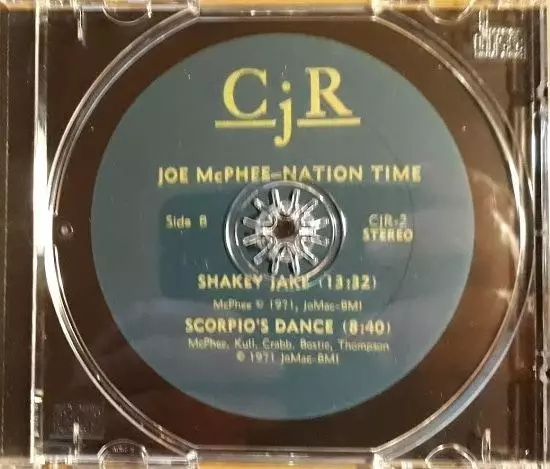 CjR
JOE McPHEE—NATION TIME
Side B
CjR-2
STEREO
SHAKEY JAKE (13:32)
McPhee © 1971, JoMac-BMI
SCORPIO'S DANCE (8:40)
McPhee, Kull, Crabb, Bostic, Thompson
© 1971 JoMac-BMI